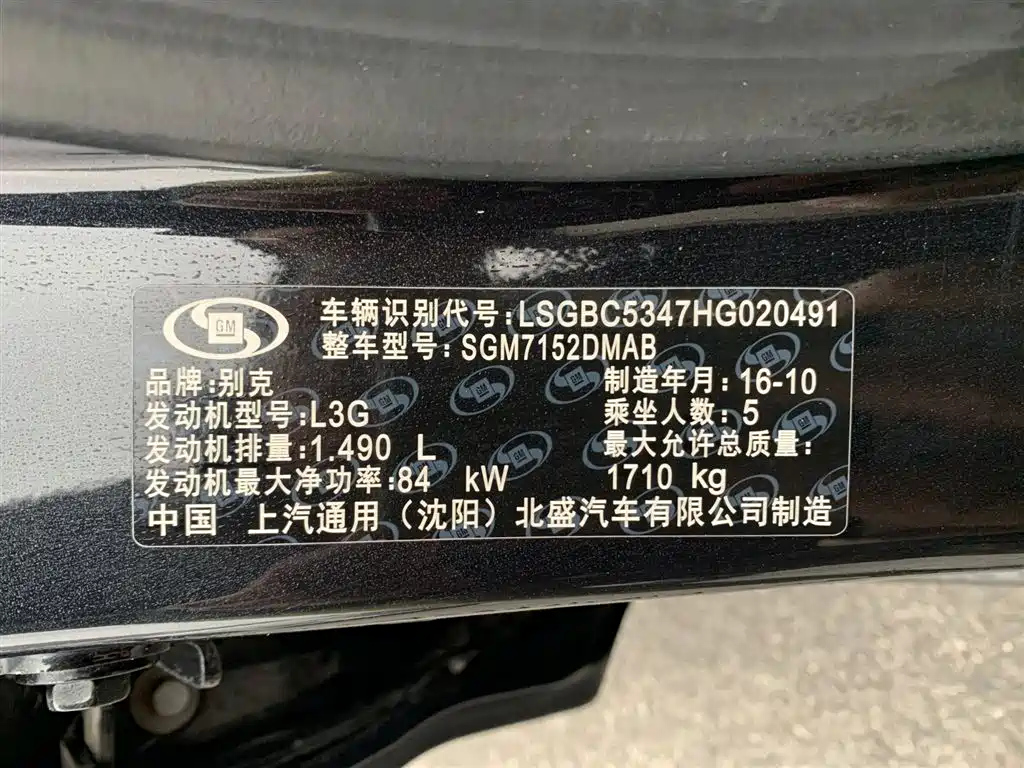 GM
车辆识别代号:LSGBC5347HG020491
整车型号: SGM7152DMAB
品牌:别克
制造年月: 16-10
发动机型号:L3G
乘坐人数: 5
发动机排量:1.490 L
最大允许总质量:
发动机最大净功率:84 kW
1710 kg
中国 上汽通用（沈阳）北盛汽车有限公司制造